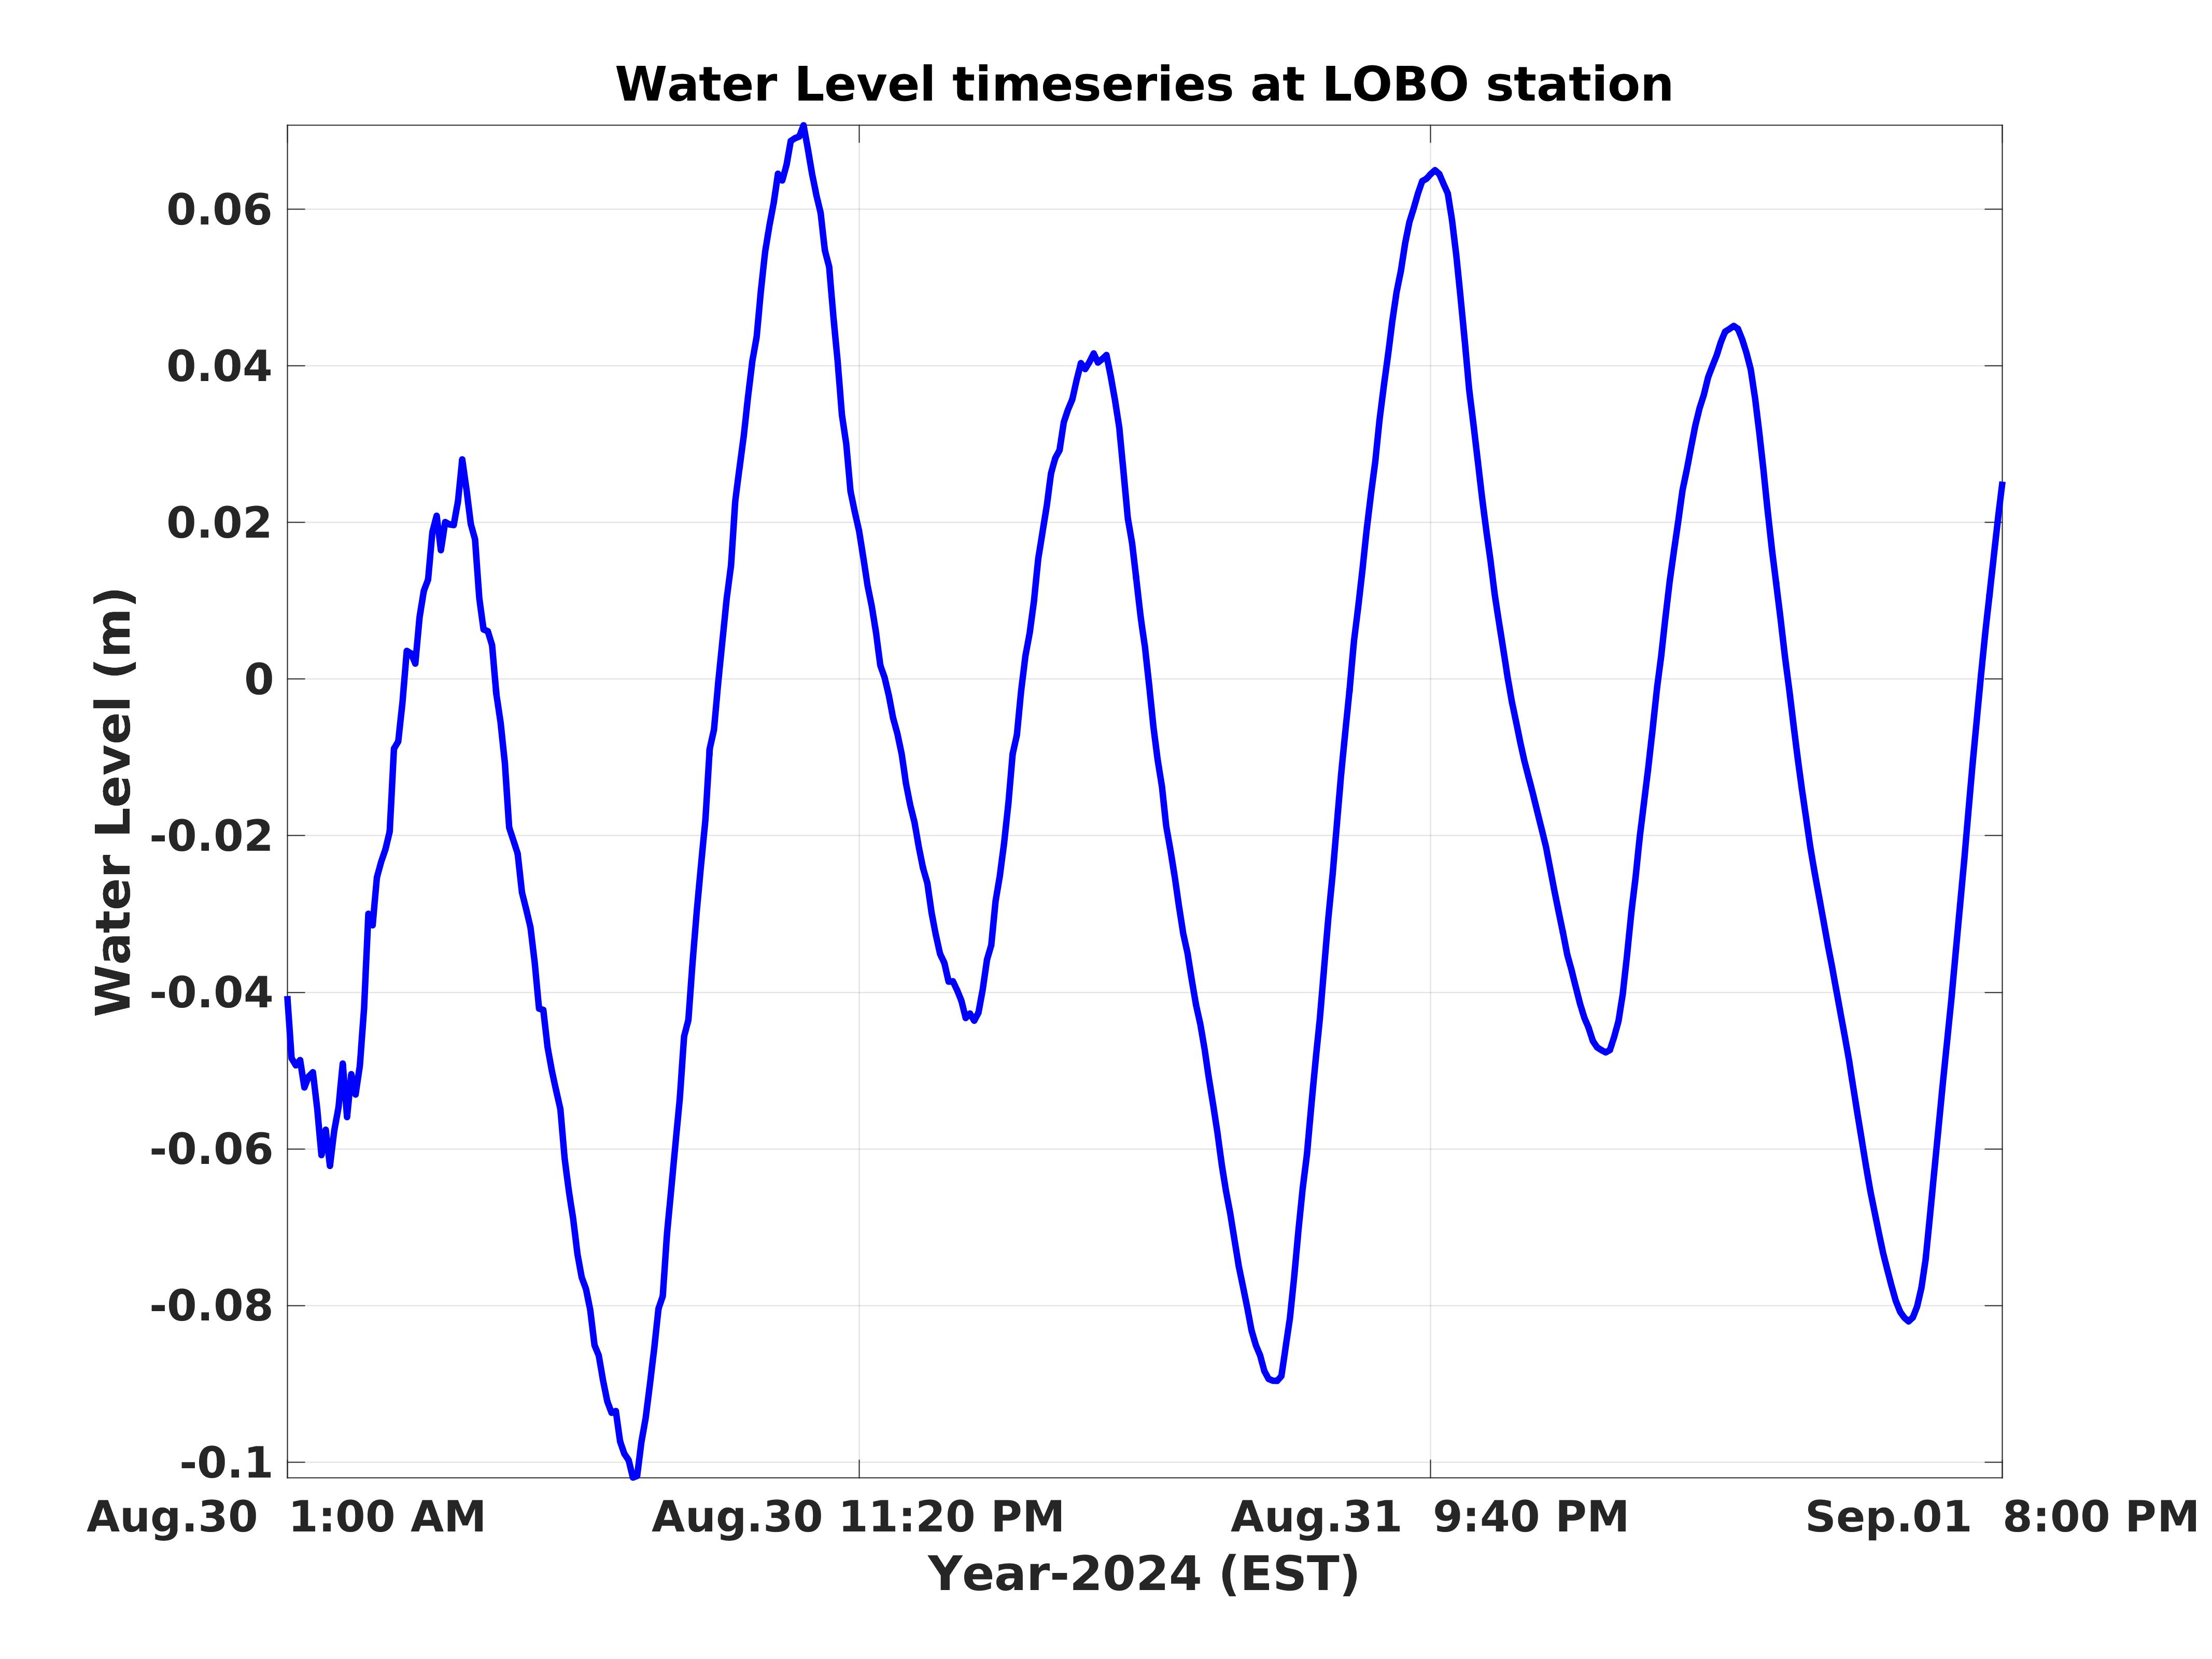 Water Level timeseries at LOBO station
Water Level (m)
0.06
0.04
0.02
0
-0.02
-0.04
-0.06
-0.08
-0.1
Aug.30  1:00 AM
Aug.30 11:20 PM
Aug.31  9:40 PM
Sep.01  8:00 PM
Year-2024 (EST)